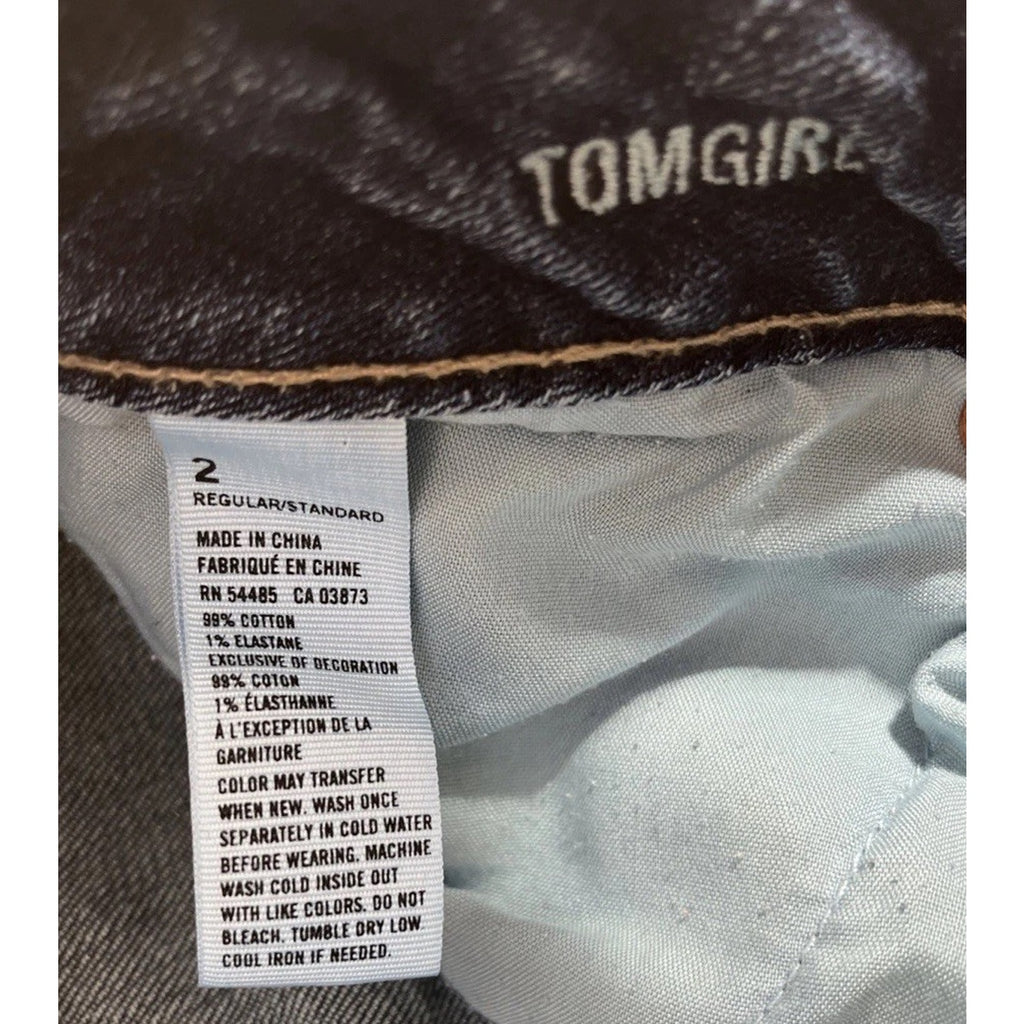 TOMGIRL
2
REGULAR/STANDARD
MADE IN CHINA
FABRIQUÉ EN CHINE
RN 54485 CA 03873
99% COTTON
1% ELASTANE
EXCLUSIVE OF DECORATION
99% COTON
1% ÉLASTHANNE
À L'EXCEPTION DE LA
GARNITURE
COLOR MAY TRANSFER
WHEN NEW. WASH ONCE
SEPARATELY IN COLD WATER
BEFORE WEARING. MACHINE
WASH COLD INSIDE OUT
WITH LIKE COLORS. DO NOT
BLEACH. TUMBLE DRY LOW.
COOL IRON IF NEEDED.